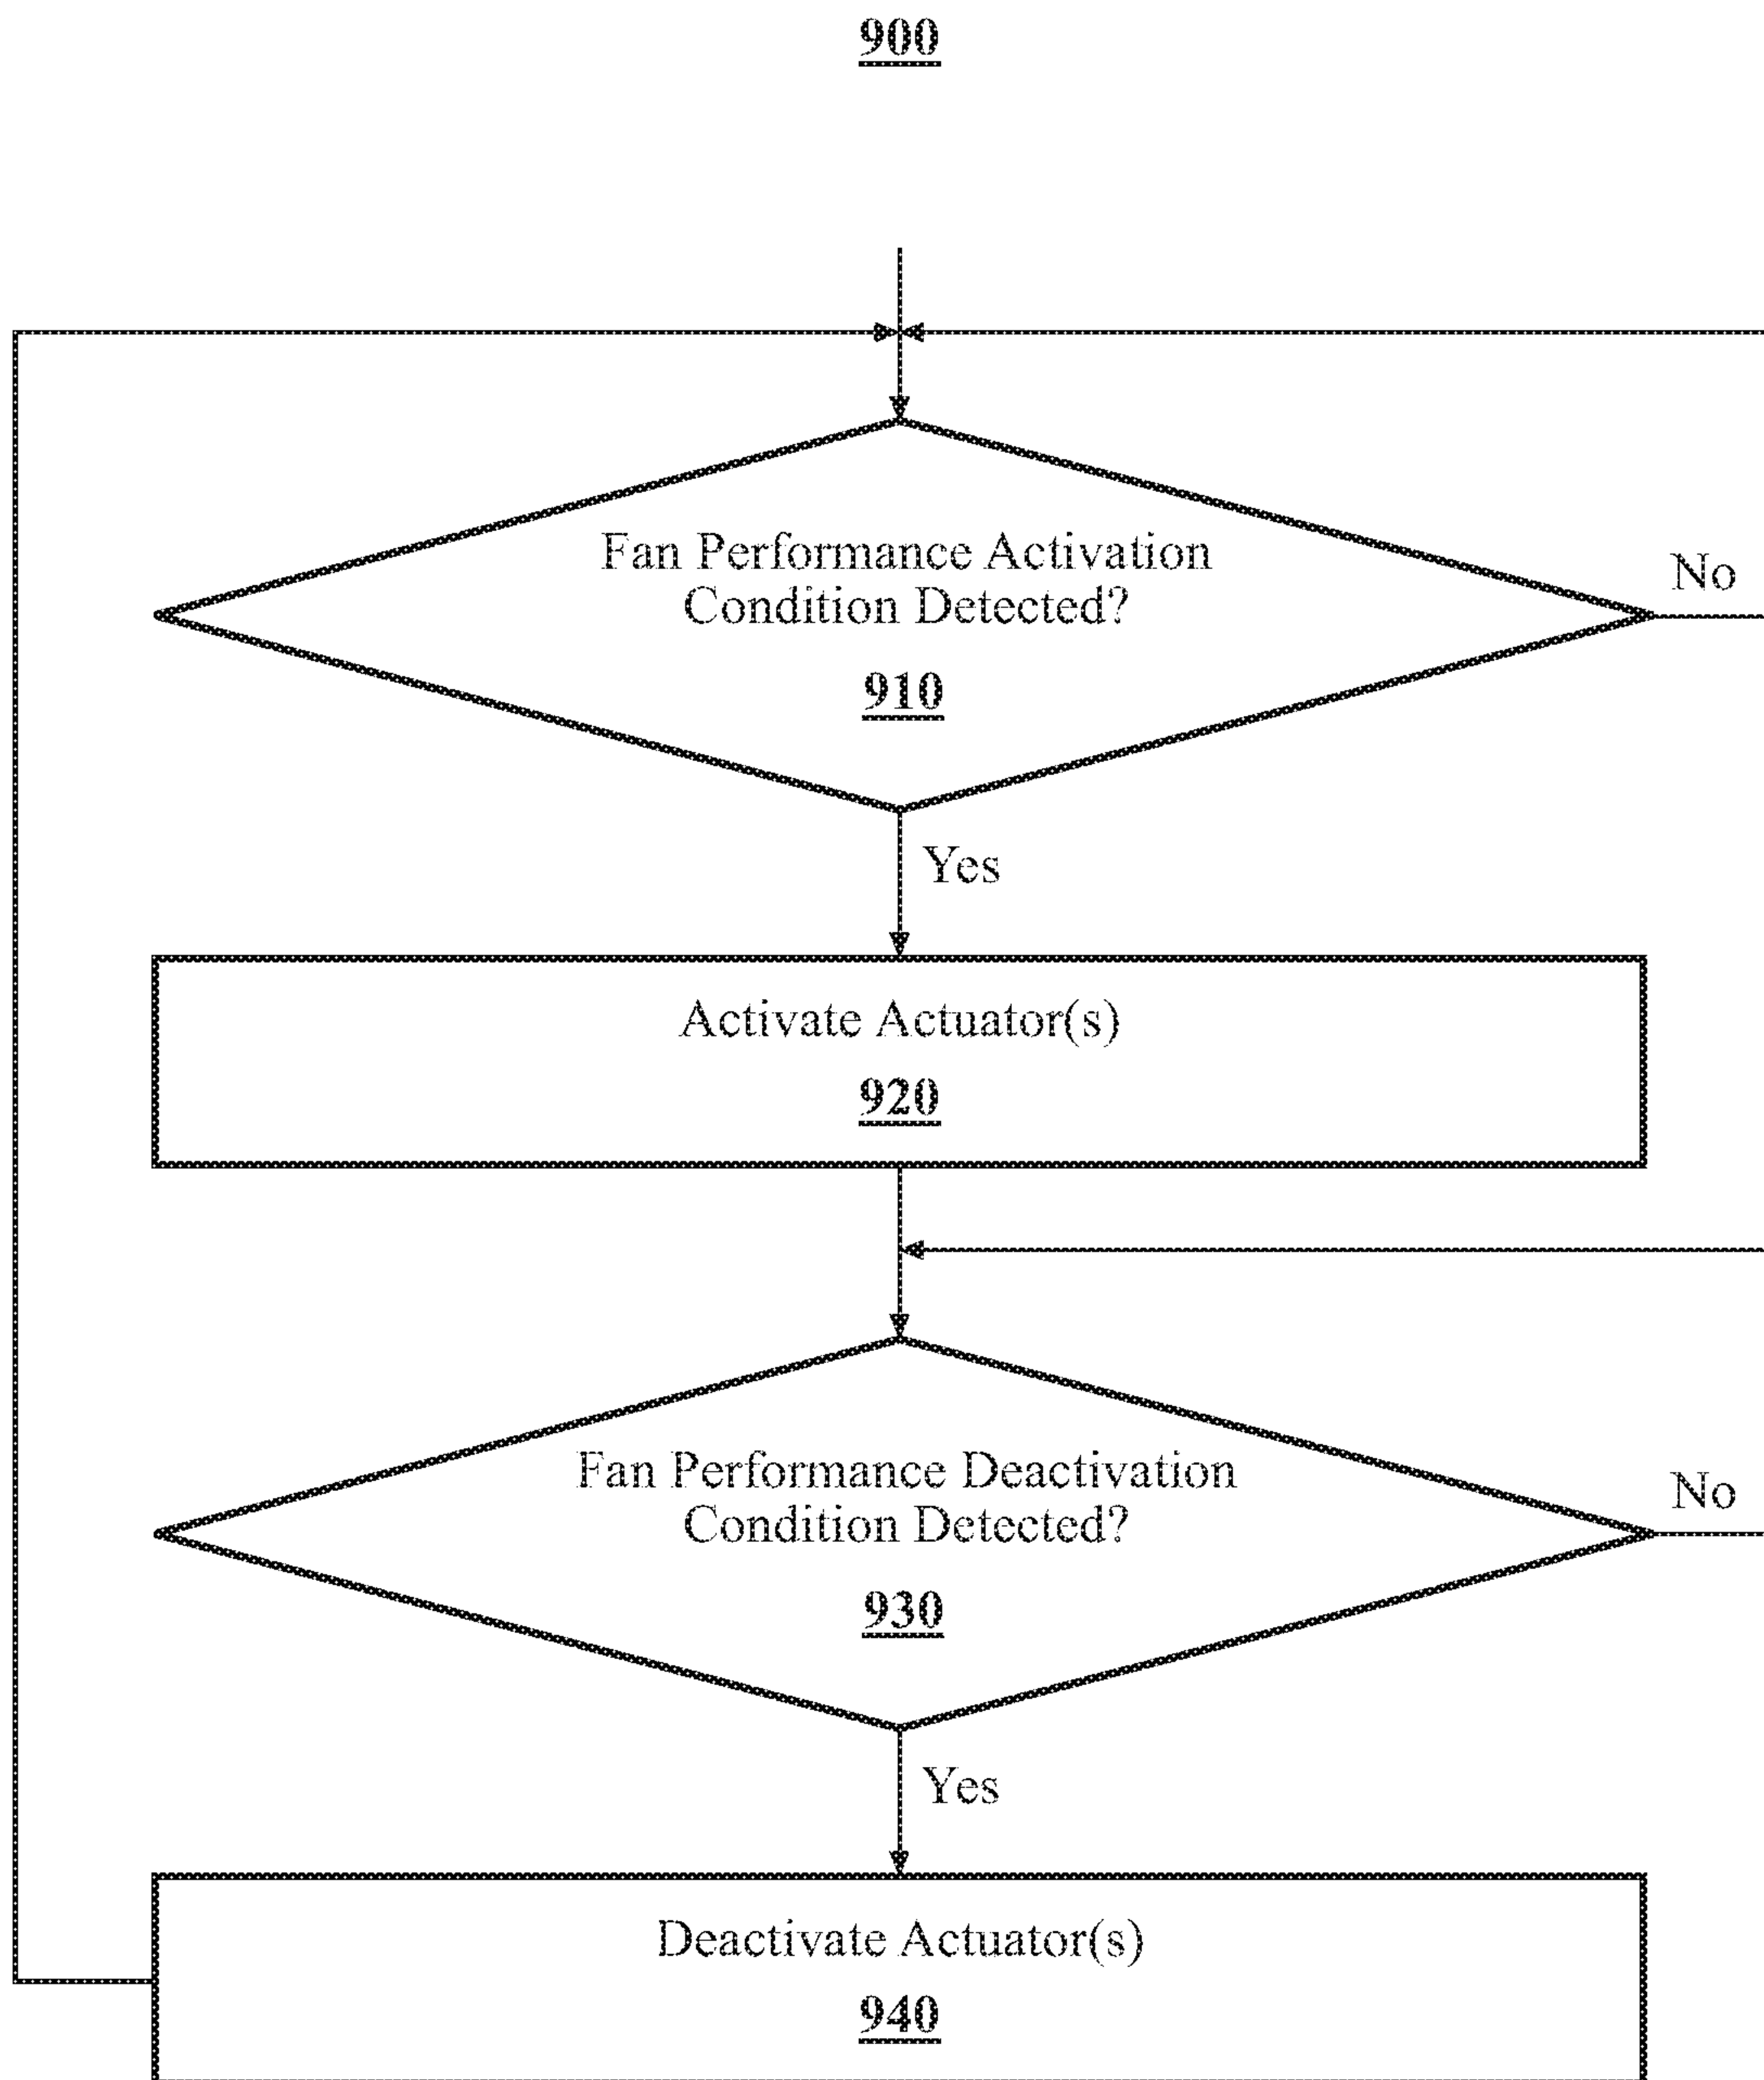 900
Fan Performance Activation
Condition Detected?
No
910
Yes
Activate Actuator(s)
920
Fan Performance Deactivation
Condition Detected?
No
930
Yes
Deactivate Actuator(s)
940